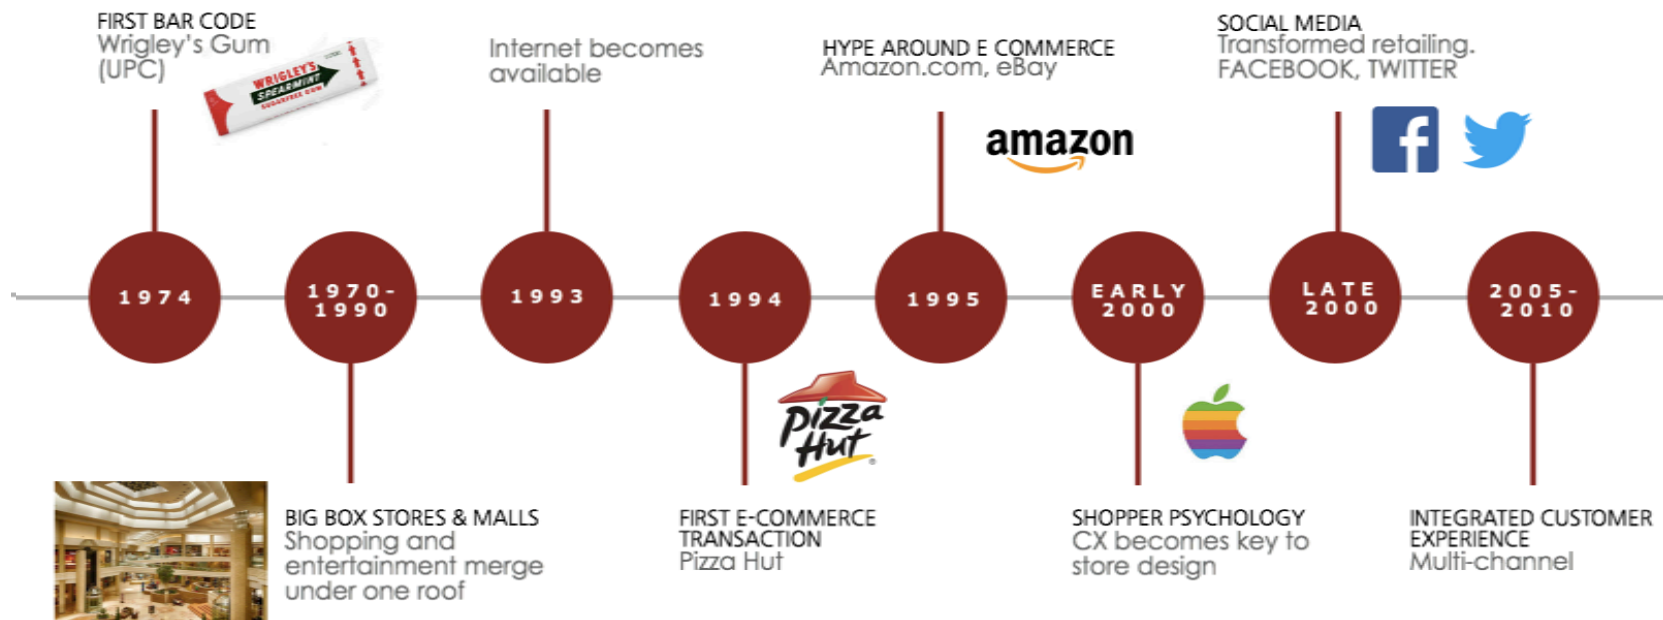 FIRST BAR CODE
Wrigley's Gum
(UPC)
WRIGLEY'S
SPEARMINT
SUGARFREE GUM
Internet becomes
available
HYPE AROUND E COMMERCE
Amazon.com, eBay
amazon
SOCIAL MEDIA
Transformed retailing.
FACEBOOK, TWITTER
f
1974
1970-
1990
1993
1994
1995
EARLY
2000
LATE
2000
2005-
2010
BIG BOX STORES & MALLS
Shopping and
entertainment merge
under one roof
Pizza
Hut
®
FIRST E-COMMERCE
TRANSACTION
Pizza Hut
SHOPPER PSYCHOLOGY
CX becomes key to
store design
INTEGRATED CUSTOMER
EXPERIENCE
Multi-channel